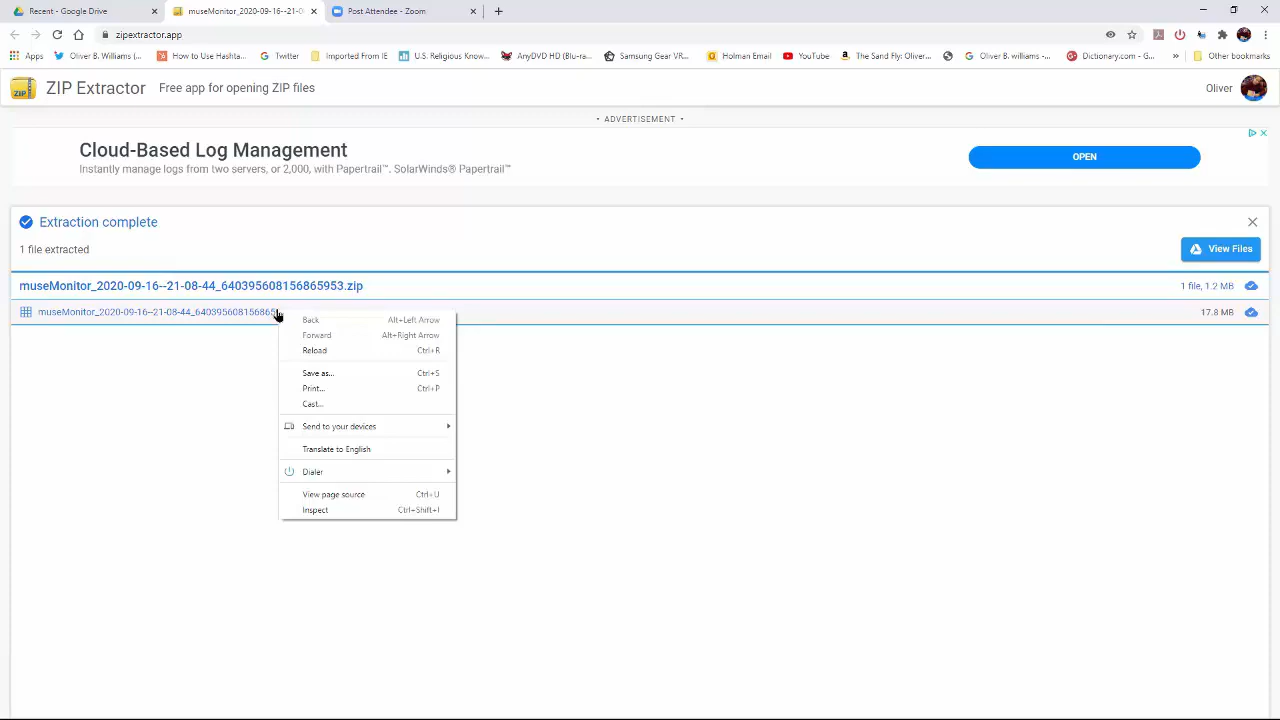 Recent - Google Drive
museMonitor_2020-09-16--21-0
Post Attendee - Zoom
zipextractor.app
Apps
Oliver B. Williams (...
How to Use Hashta...
Twitter
Imported From IE
U.S. Religious Know...
AnyDVD HD (Blu-ra...
Samsung Gear VR...
Holman Email
YouTube
The Sand Fly: Oliver...
Oliver B. williams -...
Dictionary.com - G...
»
Other bookmarks
ZIP
ZIP Extractor
Free app for opening ZIP files
Oliver
• ADVERTISEMENT •
Cloud-Based Log Management
Instantly manage logs from two servers, or 2,000, with Papertrail™. SolarWinds® Papertrail™
OPEN
Extraction complete
1 file extracted
View Files
museMonitor_2020-09-16--21-08-44_640395608156865953.zip
1 file, 1.2 MB
museMonitor_2020-09-16--21-08-44_640395608156865
17.8 MB
Back Alt+Left Arrow
Forward Alt+Right Arrow
Reload Ctrl+R
Save as... Ctrl+S
Print... Ctrl+P
Cast...
Send to your devices
Translate to English
Dialer
View page source Ctrl+U
Inspect Ctrl+Shift+I